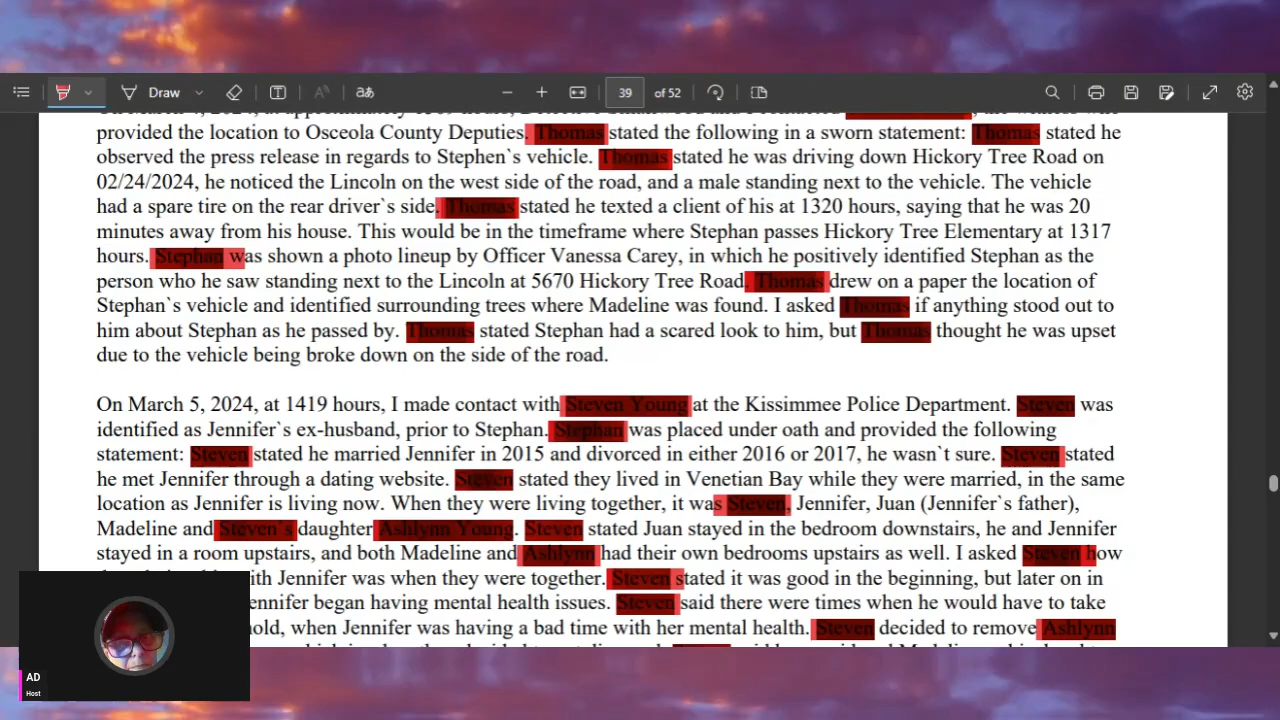 Draw
39 of 52
provided the location to Osceola County Deputies. Thomas stated the following in a sworn statement: Thomas stated he
observed the press release in regards to Stephen`s vehicle. Thomas stated he was driving down Hickory Tree Road on
02/24/2024, he noticed the Lincoln on the west side of the road, and a male standing next to the vehicle. The vehicle
had a spare tire on the rear driver`s side. Thomas stated he texted a client of his at 1320 hours, saying that he was 20
minutes away from his house. This would be in the timeframe where Stephan passes Hickory Tree Elementary at 1317
hours. Stephan was shown a photo lineup by Officer Vanessa Carey, in which he positively identified Stephan as the
person who he saw standing next to the Lincoln at 5670 Hickory Tree Road. Thomas drew on a paper the location of
Stephan`s vehicle and identified surrounding trees where Madeline was found. I asked Thomas if anything stood out to
him about Stephan as he passed by. Thomas stated Stephan had a scared look to him, but Thomas thought he was upset
due to the vehicle being broke down on the side of the road.
On March 5, 2024, at 1419 hours, I made contact with Steven Young at the Kissimmee Police Department. Steven was
identified as Jennifer`s ex-husband, prior to Stephan. Stephan was placed under oath and provided the following
statement: Steven stated he married Jennifer in 2015 and divorced in either 2016 or 2017, he wasn`t sure. Steven stated
he met Jennifer through a dating website. Steven stated they lived in Venetian Bay while they were married, in the same
location as Jennifer is living now. When they were living together, it was Steven, Jennifer, Juan (Jennifer`s father),
Madeline and Steven`s daughter Ashlynn Young. Steven stated Juan stayed in the bedroom downstairs, he and Jennifer
stayed in a room upstairs, and both Madeline and Ashlynn had their own bedrooms upstairs as well. I asked Steven how
with Jennifer was when they were together. Steven stated it was good in the beginning, but later on in
Jennifer began having mental health issues. Steven said there were times when he would have to take
hold, when Jennifer was having a bad time with her mental health. Steven decided to remove Ashlynn
AD
Host